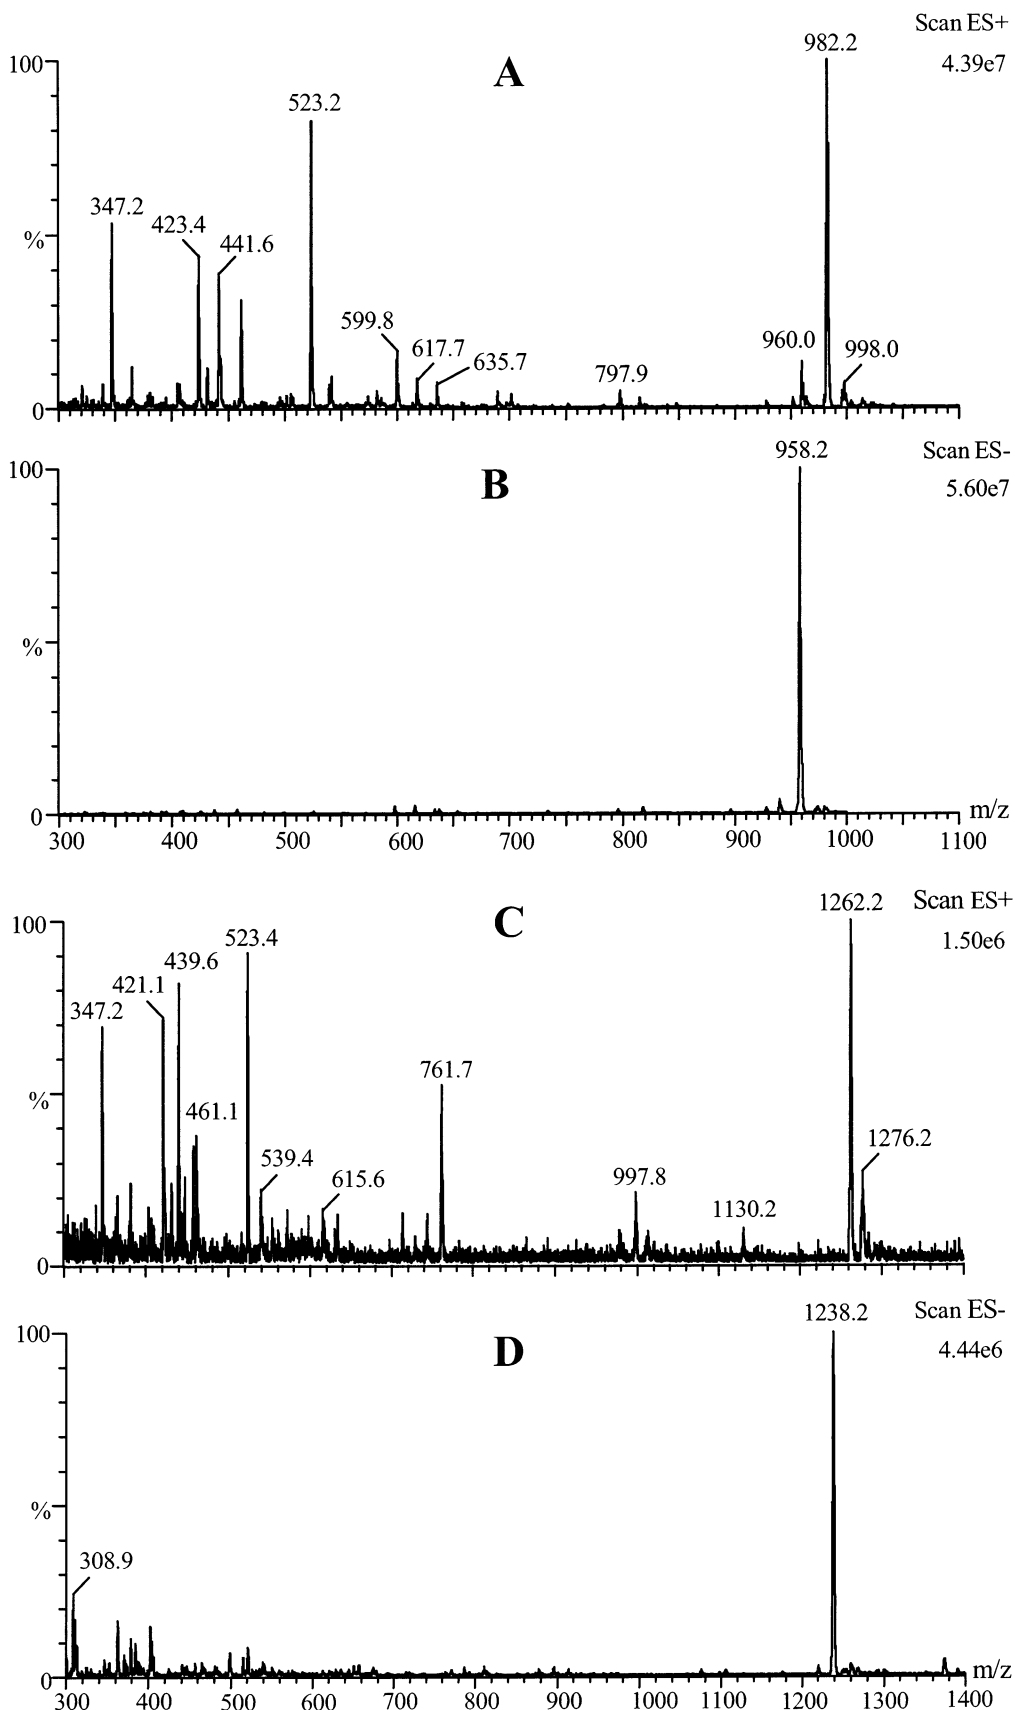 A
Scan ES+
4.39e7
982.2
100
523.2
347.2
423.4
441.6
%
599.8
617.7
635.7
797.9
960.0
998.0
0
B
Scan ES-
5.60e7
958.2
100
%
0
m/z
300 400 500 600 700 800 900 1000 1100
C
Scan ES+
1.50e6
1262.2
100
523.4
439.6
421.1
347.2
761.7
%
461.1
539.4
615.6
997.8
1130.2
1276.2
0
D
Scan ES-
4.44e6
1238.2
100
%
308.9
0
m/z
300 400 500 600 700 800 900 1000 1100 1200 1300 1400